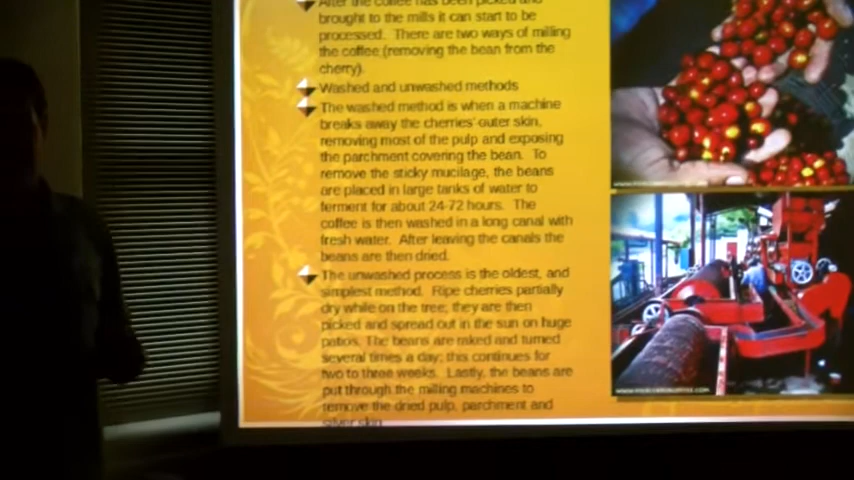 After the coffee has been picked and
brought to the mills it can start to be
processed. There are two ways of milling
the coffee (removing the bean from the
cherry).
Washed and unwashed methods
The washed method is when a machine
breaks away the cherries' outer skin,
removing most of the pulp and exposing
the parchment covering the bean. To
remove the sticky mucilage, the beans
are placed in large tanks of water to
ferment for about 24-72 hours. The
coffee is then washed in a long canal with
fresh water. After leaving the canals the
beans are then dried.
The unwashed process is the oldest, and
simplest method. Ripe cherries partially
dry while on the tree; they are then
picked and spread out in the sun on huge
patios. The beans are raked and turned
several times a day; this continues for
two to three weeks. Lastly, the beans are
put through the milling machines to
remove the dried pulp, parchment and
silver skin